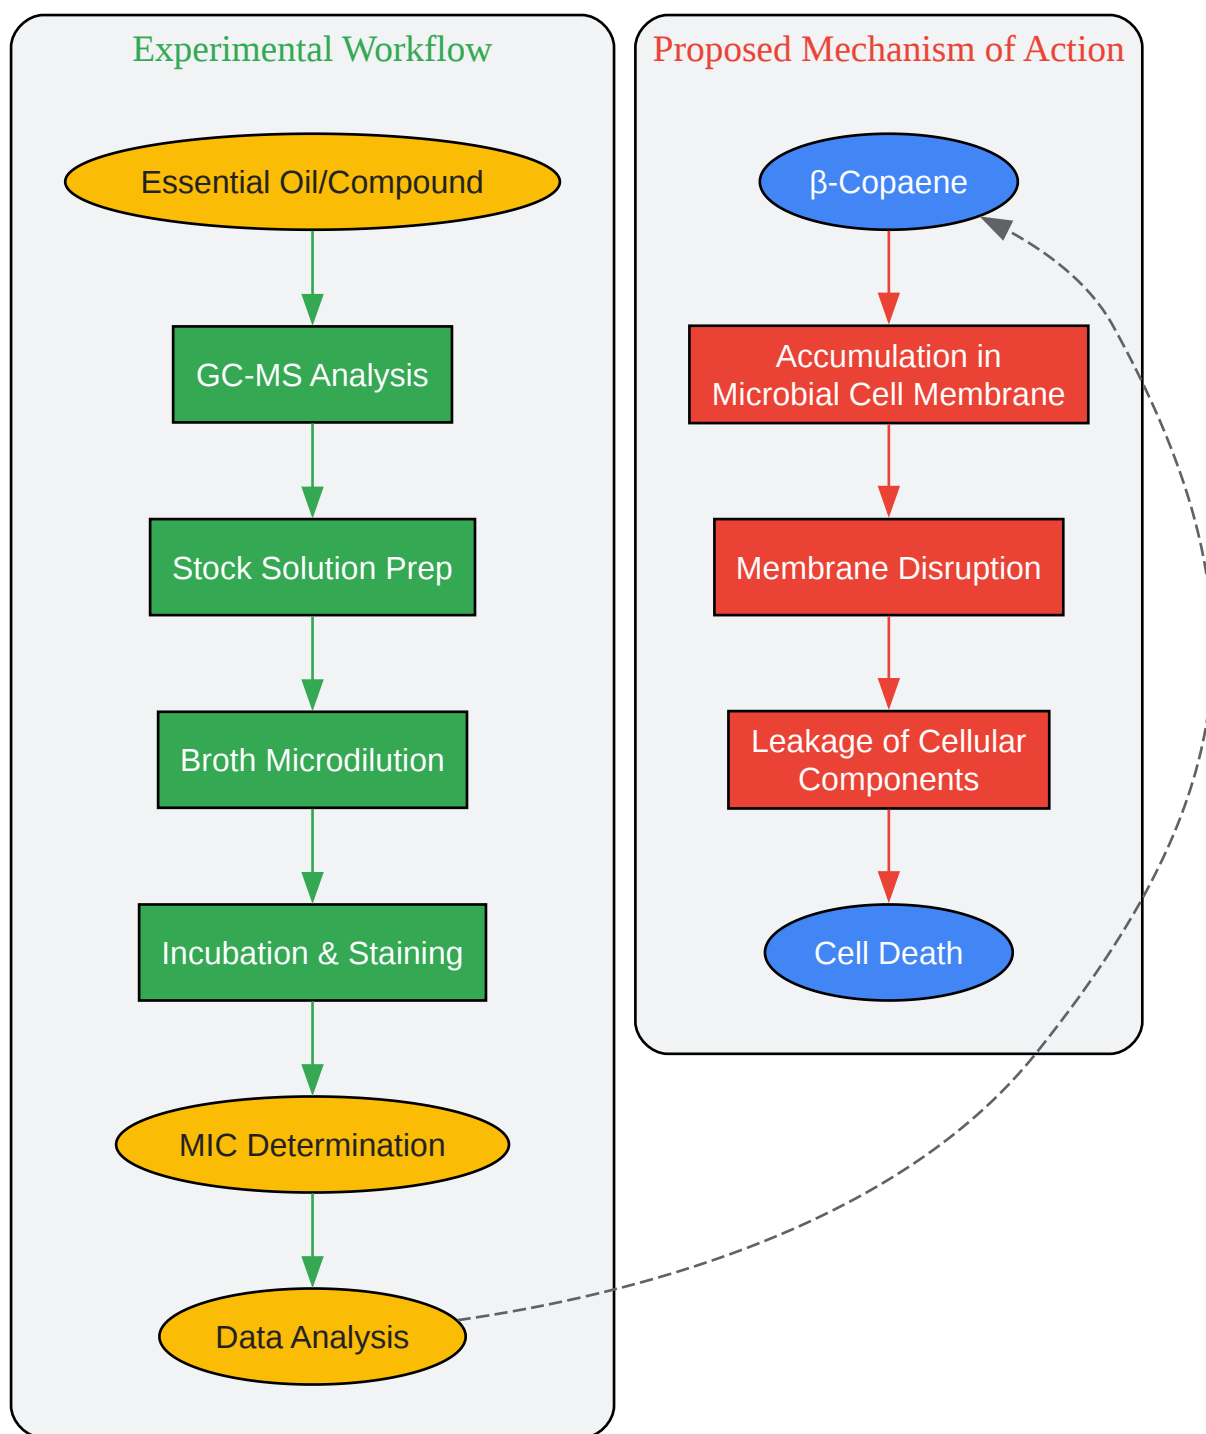 Experimental Workflow
Essential Oil/Compound
GC-MS Analysis
Stock Solution Prep
Broth Microdilution
Incubation & Staining
MIC Determination
Data Analysis
Proposed Mechanism of Action
β-Copaene
Accumulation in
Microbial Cell Membrane
Membrane Disruption
Leakage of Cellular
Components
Cell Death